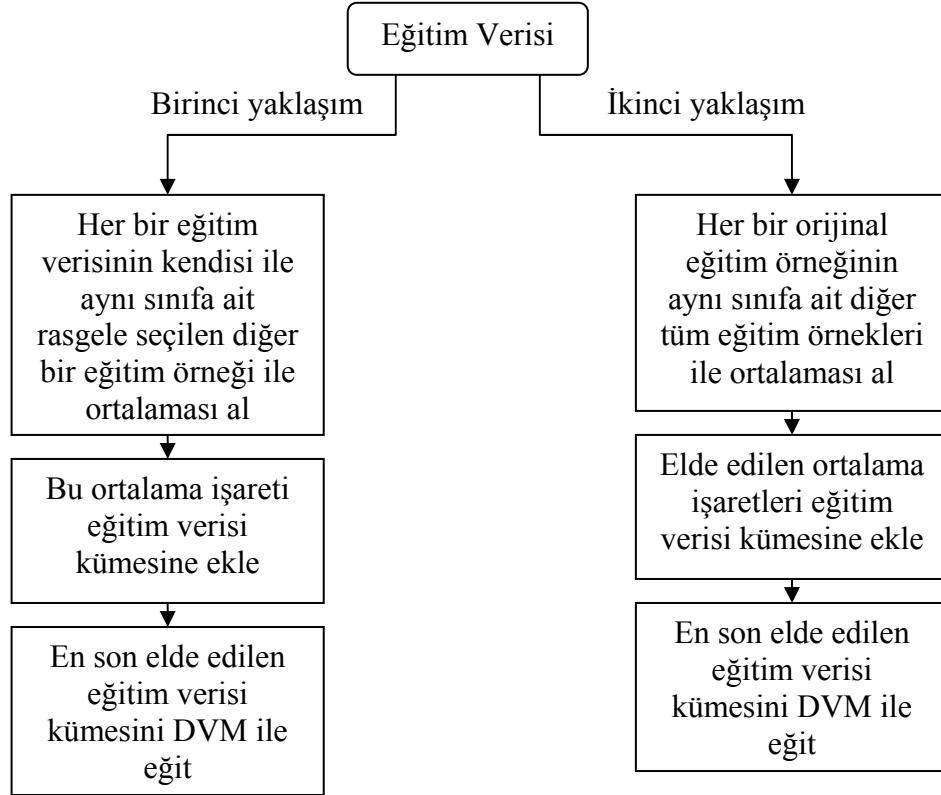 Eğitim Verisi
Birinci yaklaşım
İkinci yaklaşım
Her bir eğitim
verisinin kendisi ile
aynı sınıfa ait
rasgele seçilen diğer
bir eğitim örneği ile
ortalaması al
Bu ortalama işareti
eğitim verisi
kümesine ekle
En son elde edilen
eğitim verisi
kümesini DVM ile
eğit
Her bir orijinal
eğitim örneğinin
aynı sınıfa ait diğer
tüm eğitim örnekleri
ile ortalaması al
Elde edilen ortalama
işaretleri eğitim
verisi kümesine ekle
En son elde edilen
eğitim verisi
kümesini DVM ile
eğit